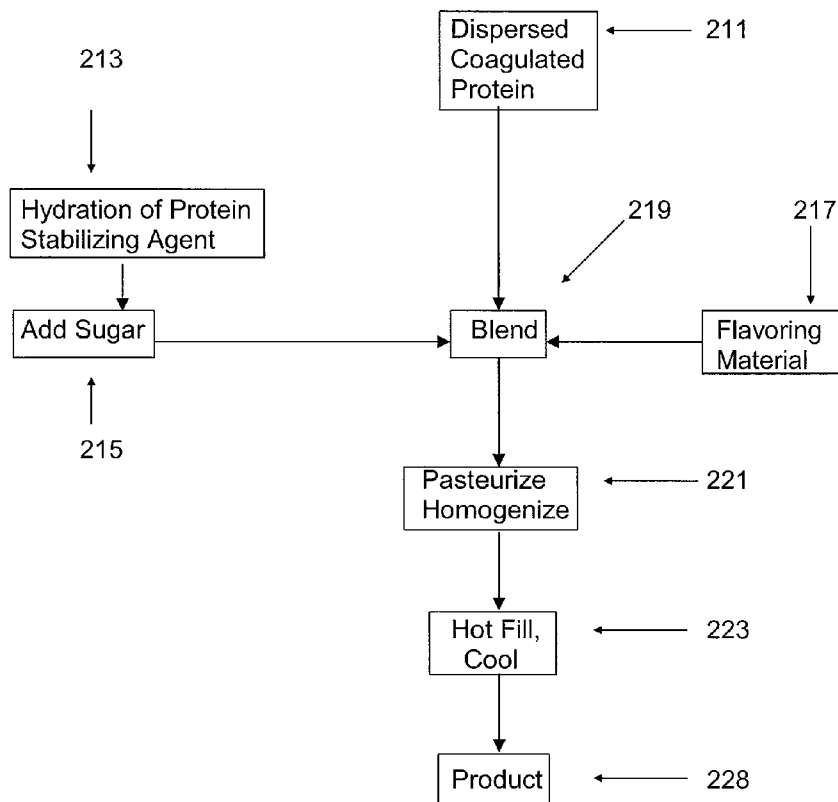 Dispersed
Coagulated
Protein
211
213
Hydration of Protein
Stabilizing Agent
219
217
Add Sugar
Blend
Flavoring
Material
215
Pasteurize
Homogenize
221
Hot Fill,
Cool
223
Product
228